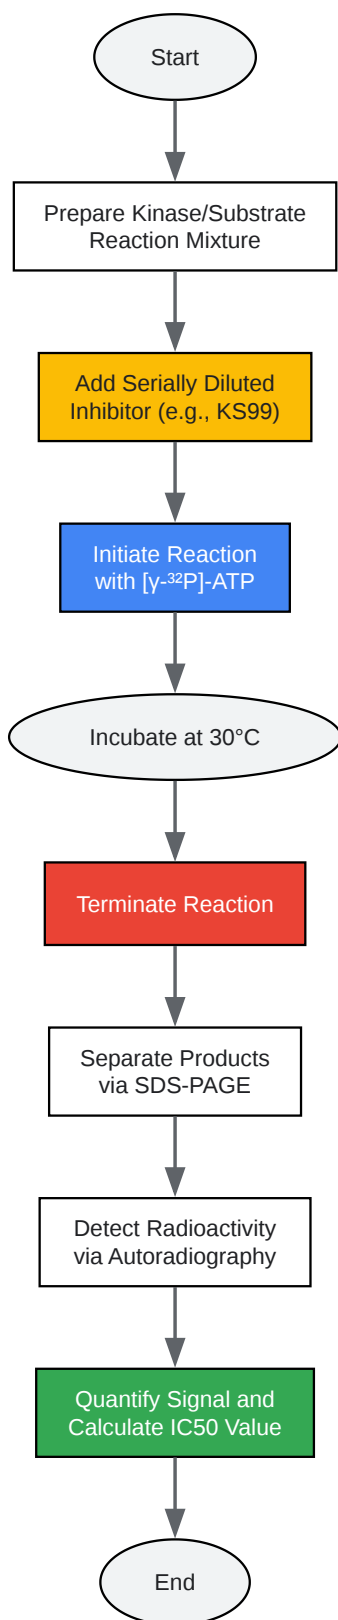 Start
Prepare Kinase/Substrate
Reaction Mixture
Add Serially Diluted
Inhibitor (e.g., KS99)
Initiate Reaction
with [γ-³²P]-ATP
Incubate at 30°C
Terminate Reaction
Separate Products
via SDS-PAGE
Detect Radioactivity
via Autoradiography
Quantify Signal and
Calculate IC50 Value
End